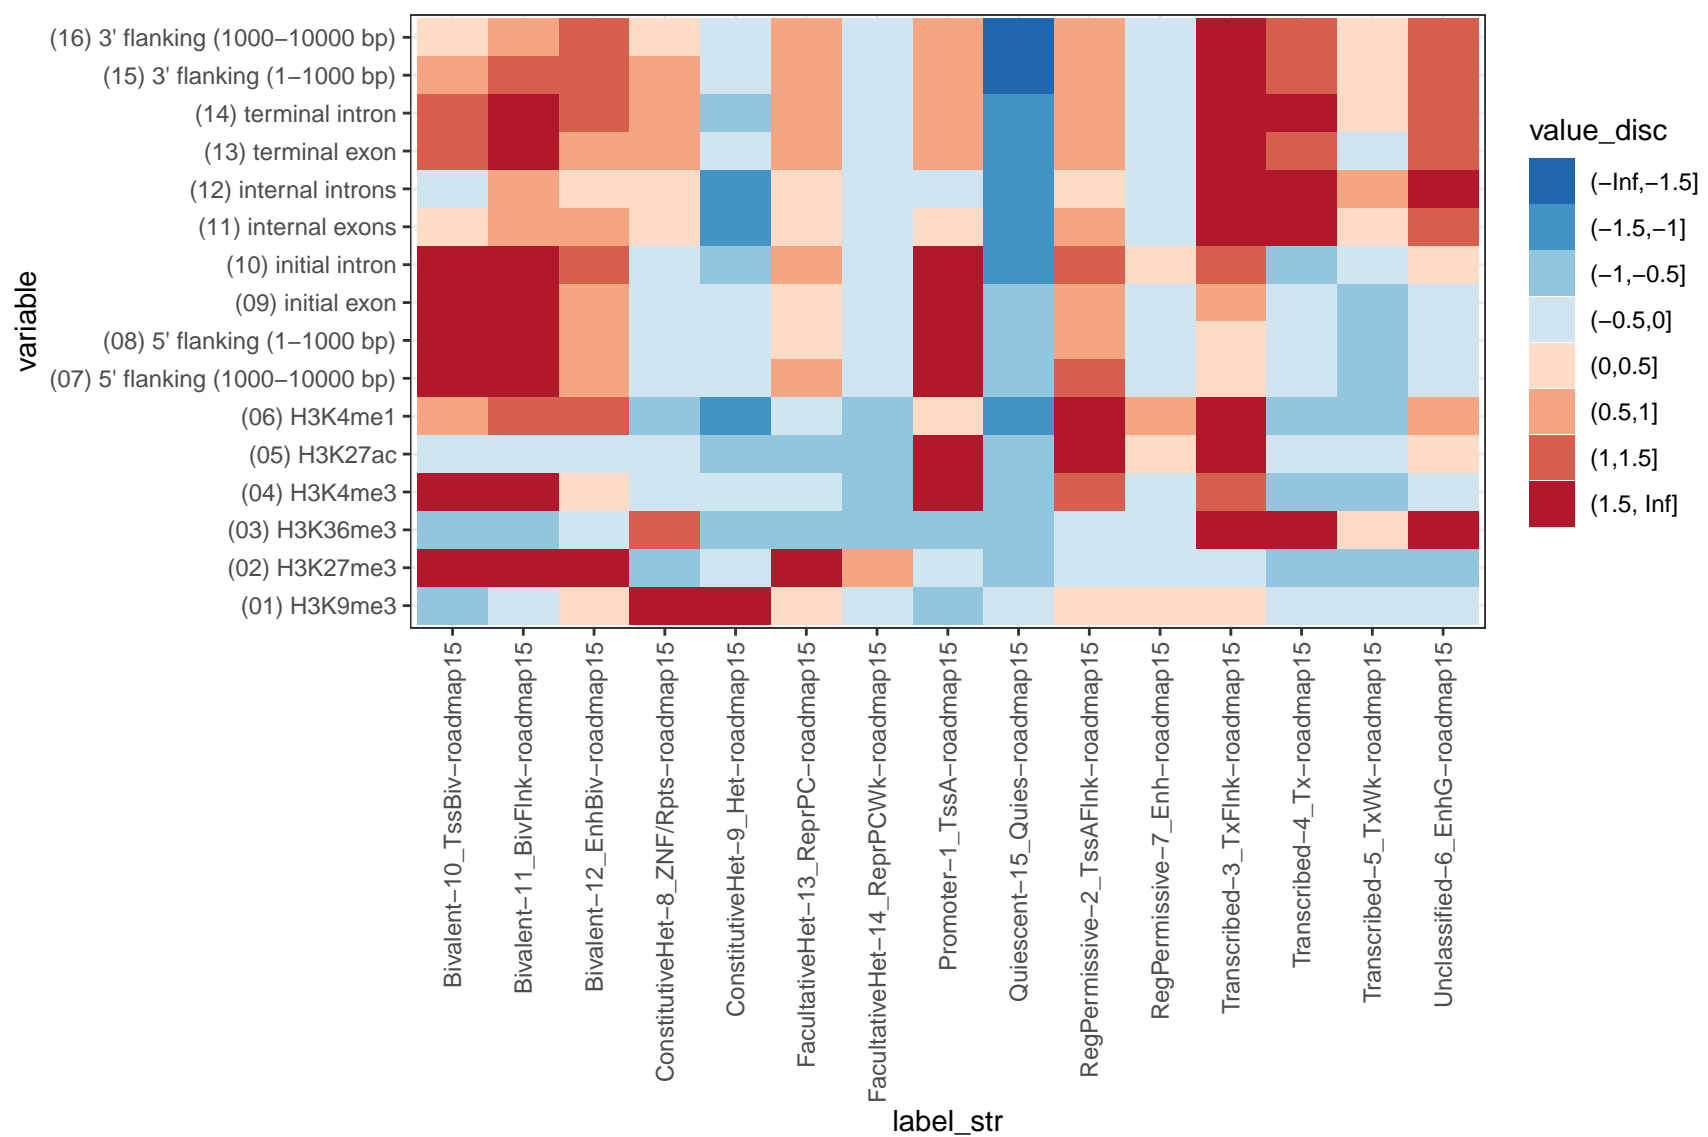 (16) 3' flanking (1000−10000 bp)
(15) 3' flanking (1−1000 bp)
(14) terminal intron
(13) terminal exon
(12) internal introns
(11) internal exons
(10) initial intron
(09) initial exon
(08) 5' flanking (1−1000 bp)
(07) 5' flanking (1000−10000 bp)
(06) H3K4me1
(05) H3K27ac
(04) H3K4me3
(03) H3K36me3
(02) H3K27me3
(01) H3K9me3
variable
Bivalent−10_TssBiv−roadmap15
Bivalent−11_BivFlnk−roadmap15
Bivalent−12_EnhBiv−roadmap15
ConstitutiveHet−8_ZNF/Rpts−roadmap15
ConstitutiveHet−9_Het−roadmap15
FacultativeHet−13_ReprPC−roadmap15
FacultativeHet−14_ReprPCWk−roadmap15
Promoter−1_TssA−roadmap15
Quiescent−15_Quies−roadmap15
RegPermissive−2_TssAFlnk−roadmap15
RegPermissive−7_Enh−roadmap15
Transcribed−3_TxFlnk−roadmap15
Transcribed−4_Tx−roadmap15
Transcribed−5_TxWk−roadmap15
Unclassified−6_EnhG−roadmap15
label_str
value_disc
(−Inf,−1.5]
(−1.5,−1]
(−1,−0.5]
(−0.5,0]
(0,0.5]
(0.5,1]
(1,1.5]
(1.5, Inf]